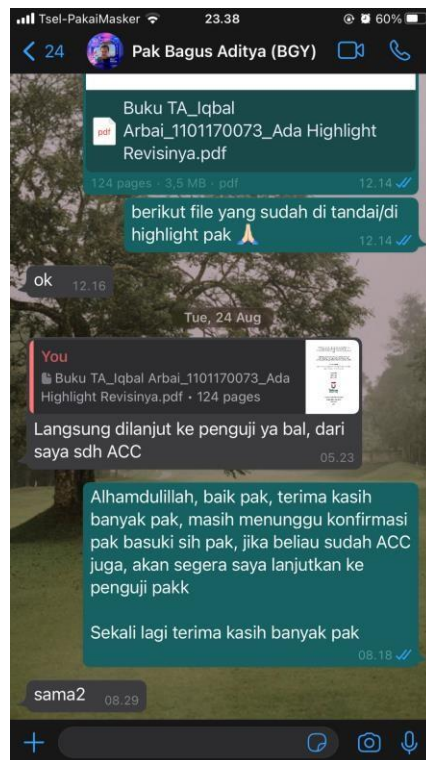 Tsel-PakaiMasker 23.38 60%
24 Pak Bagus Aditya (BGY)
Buku TA_Iqbal
Arbai_1101170073_Ada Highlight
Revisinya.pdf
pdf
124 pages · 3,5 MB · pdf 12.14
berikut file yang sudah di tandai/di
highlight pak 🙏🏻
12.14
ok 12.16
Tue, 24 Aug
You
Buku TA_Iqbal Arbai_1101170073_Ada
Highlight Revisinya.pdf • 124 pages
Langsung dilanjut ke penguji ya bal, dari
saya sdh ACC
05.23
Alhamdulillah, baik pak, terima kasih
banyak pak, masih menunggu konfirmasi
pak basuki sih pak, jika beliau sudah ACC
juga, akan segera saya lanjutkan ke
penguji pakk
Sekali lagi terima kasih banyak pak
08.18
sama2 08.29